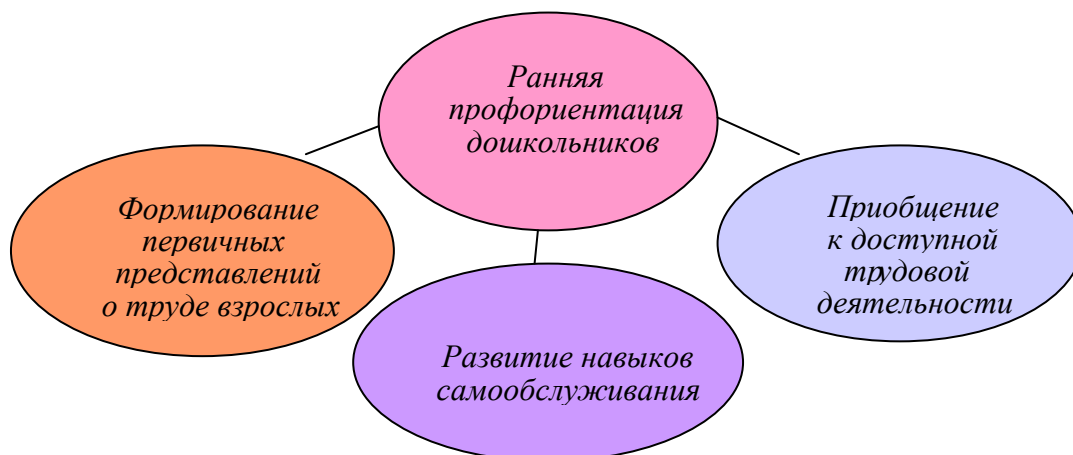 Ранняя
профориентация
дошкольников
Формирование
первичных
представлений
о труде взрослых
Приобщение
к доступной
трудовой
деятельности
Развитие навыков
самообслуживания